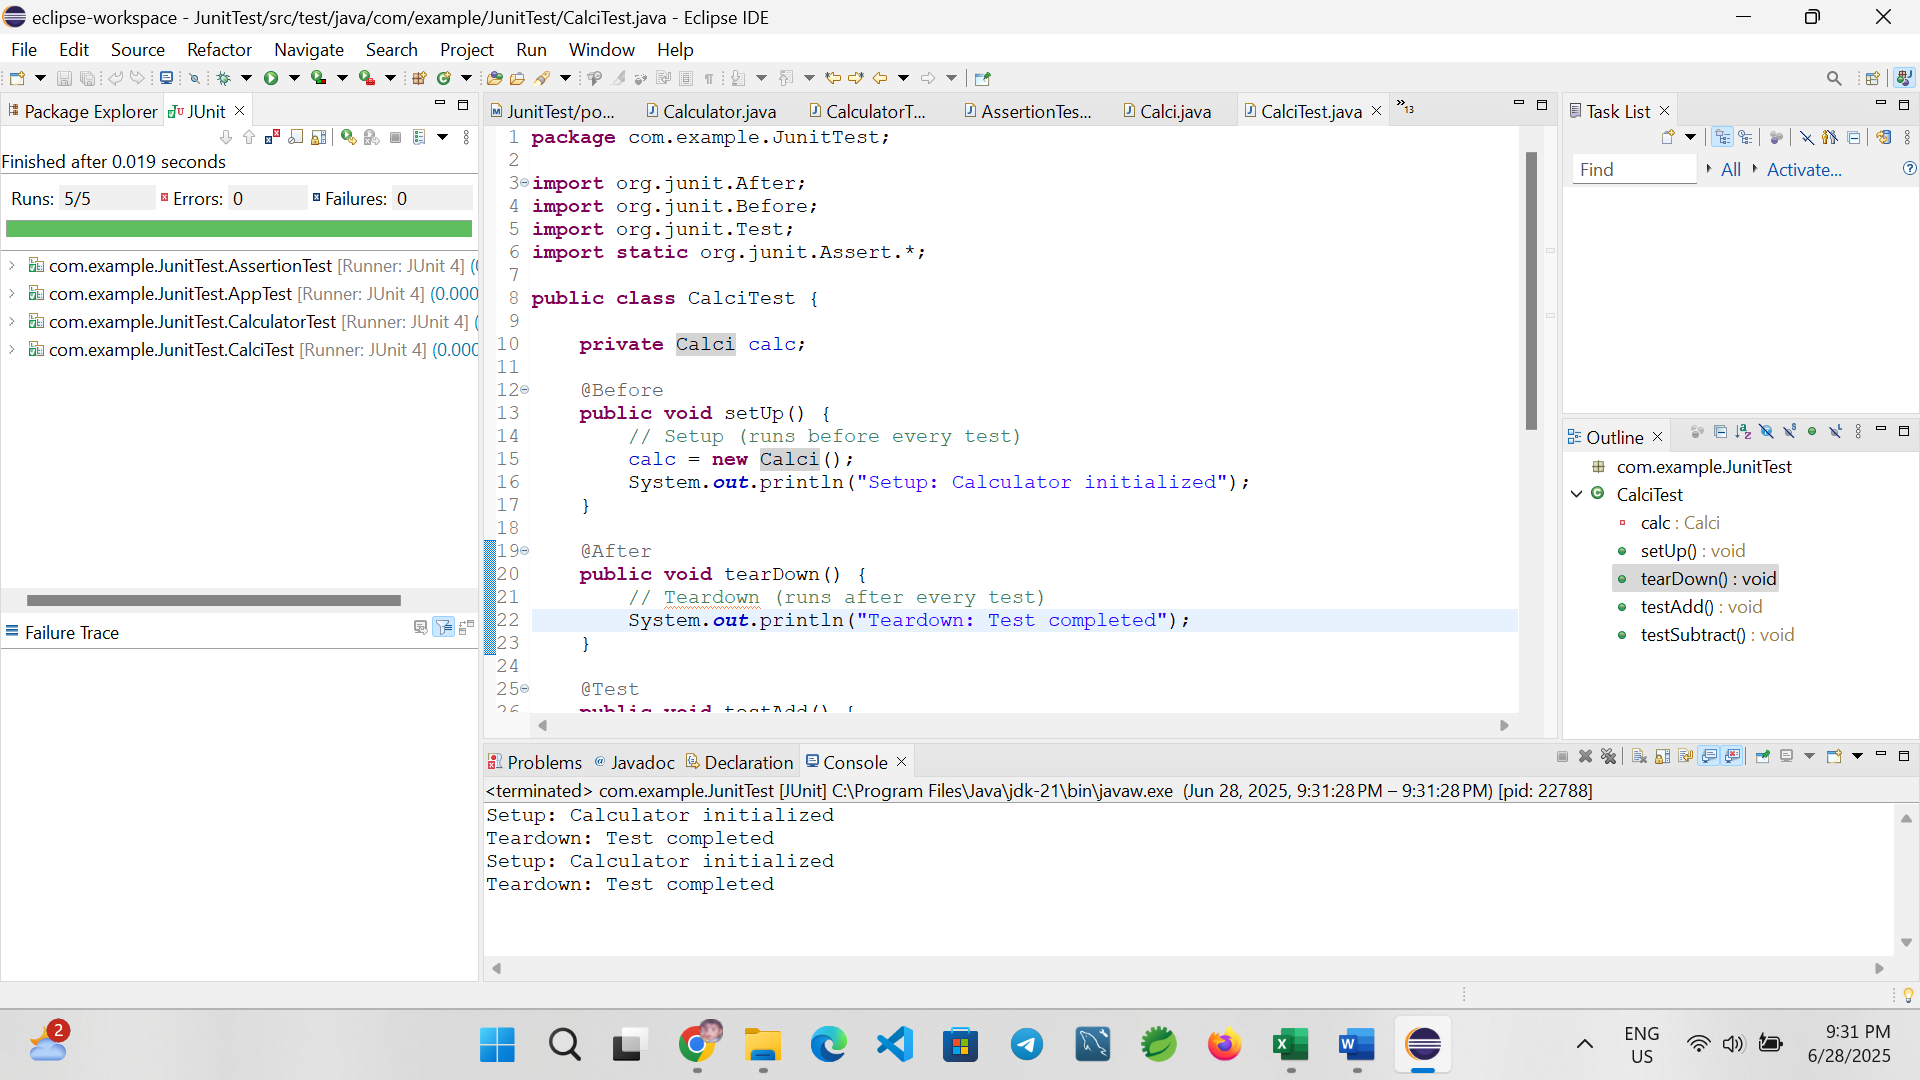 eclipse-workspace - JunitTest/src/test/java/com/example/JunitTest/CalciTest.java - Eclipse IDE
File Edit Source Refactor Navigate Search Project Run Window Help
Package Explorer JUnit
Finished after 0.019 seconds
Runs: 5/5 Errors: 0 Failures: 0
com.example.JunitTest.AssertionTest [Runner: JUnit 4] (
com.example.JunitTest.AppTest [Runner: JUnit 4] (0.000
com.example.JunitTest.CalculatorTest [Runner: JUnit 4] (
com.example.JunitTest.CalciTest [Runner: JUnit 4] (0.000
Failure Trace
JunitTest/po... Calculator.java CalculatorT... AssertionTes... Calci.java CalciTest.java »13
1 package com.example.JunitTest;
2
3 import org.junit.After;
4 import org.junit.Before;
5 import org.junit.Test;
6 import static org.junit.Assert.*;
7
8 public class CalciTest {
9
10 private Calci calc;
11
12 @Before
13 public void setUp() {
14 // Setup (runs before every test)
15 calc = new Calci();
16 System.out.println("Setup: Calculator initialized");
17 }
18
19 @After
20 public void tearDown() {
21 // Teardown (runs after every test)
22 System.out.println("Teardown: Test completed");
23 }
24
25 @Test
26 public void testAdd() {
Task List
Find All Activate...
Outline
com.example.JunitTest
CalciTest
calc : Calci
setUp() : void
tearDown() : void
testAdd() : void
testSubtract() : void
Problems Javadoc Declaration Console
<terminated> com.example.JunitTest [JUnit] C:\Program Files\Java\jdk-21\bin\javaw.exe (Jun 28, 2025, 9:31:28 PM – 9:31:28 PM) [pid: 22788]
Setup: Calculator initialized
Teardown: Test completed
Setup: Calculator initialized
Teardown: Test completed
2
ENG
US
9:31 PM
6/28/2025